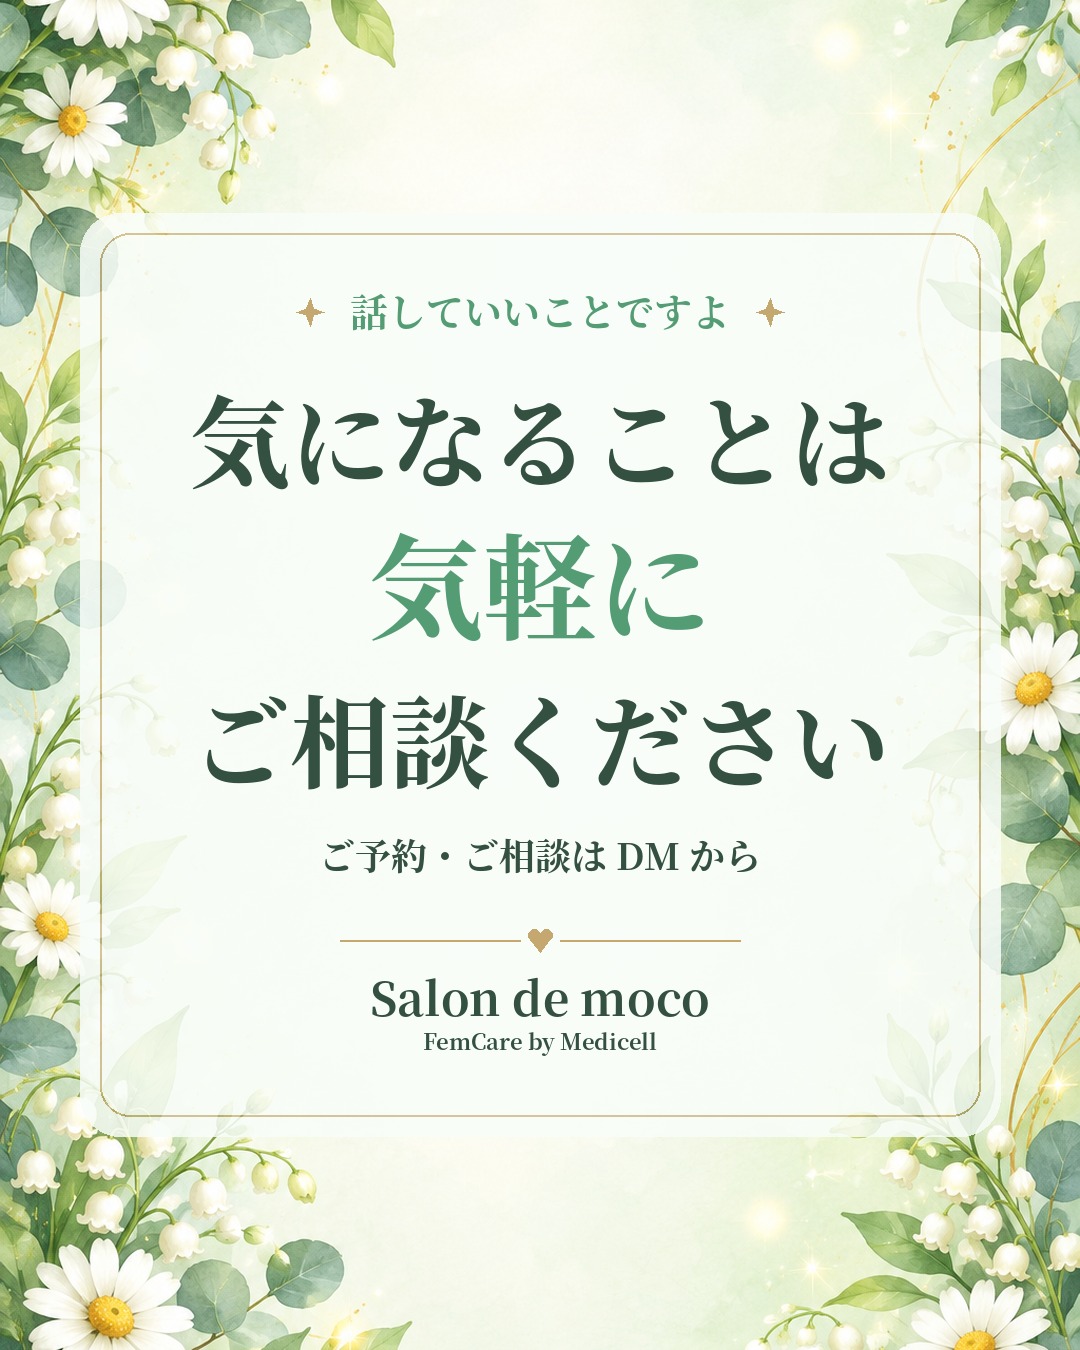 話していいことですよ
気になることは
気軽に
ご相談ください
ご予約・ご相談は DM から
Salon de moco
FemCare by Medicell